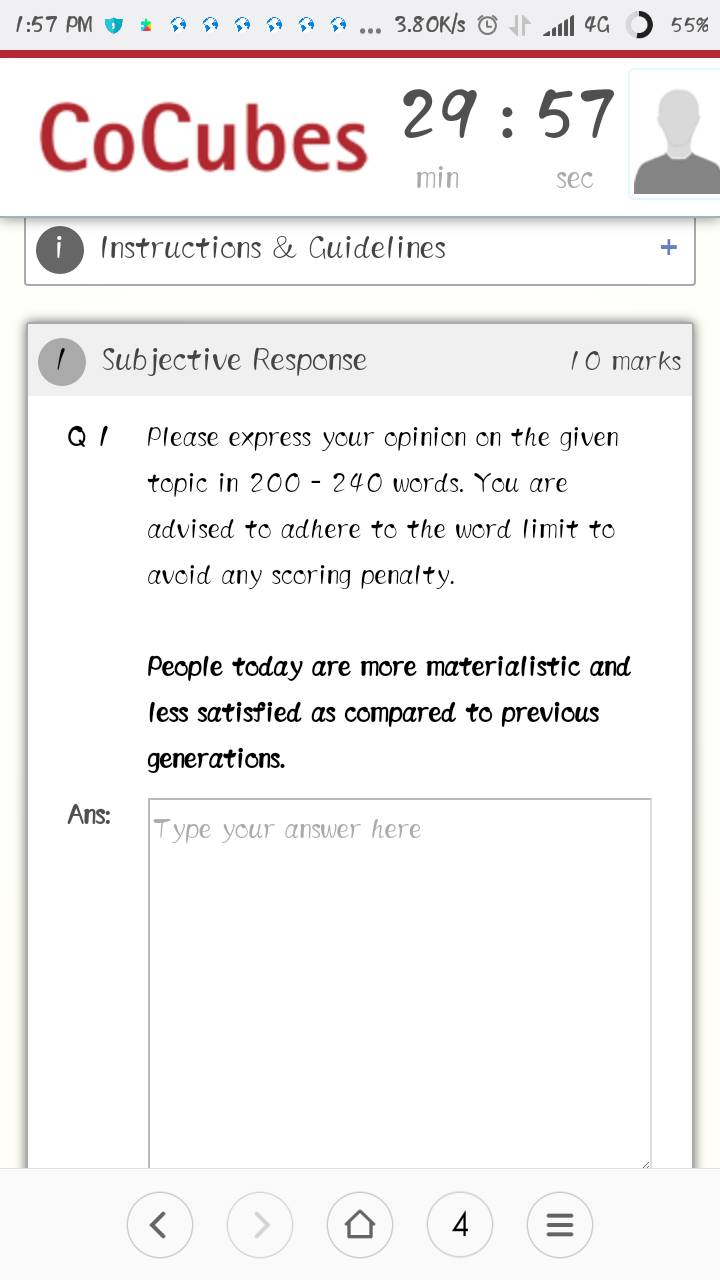 1:57 PM ... 3.80K/s 4G 55%
CoCubes 29 : 57
min sec
i Instructions & Guidelines +
1 Subjective Response 10 marks
Q 1 Please express your opinion on the given
topic in 200 - 240 words. You are
advised to adhere to the word limit to
avoid any scoring penalty.
People today are more materialistic and
less satisfied as compared to previous
generations.
Ans: Type your answer here
4